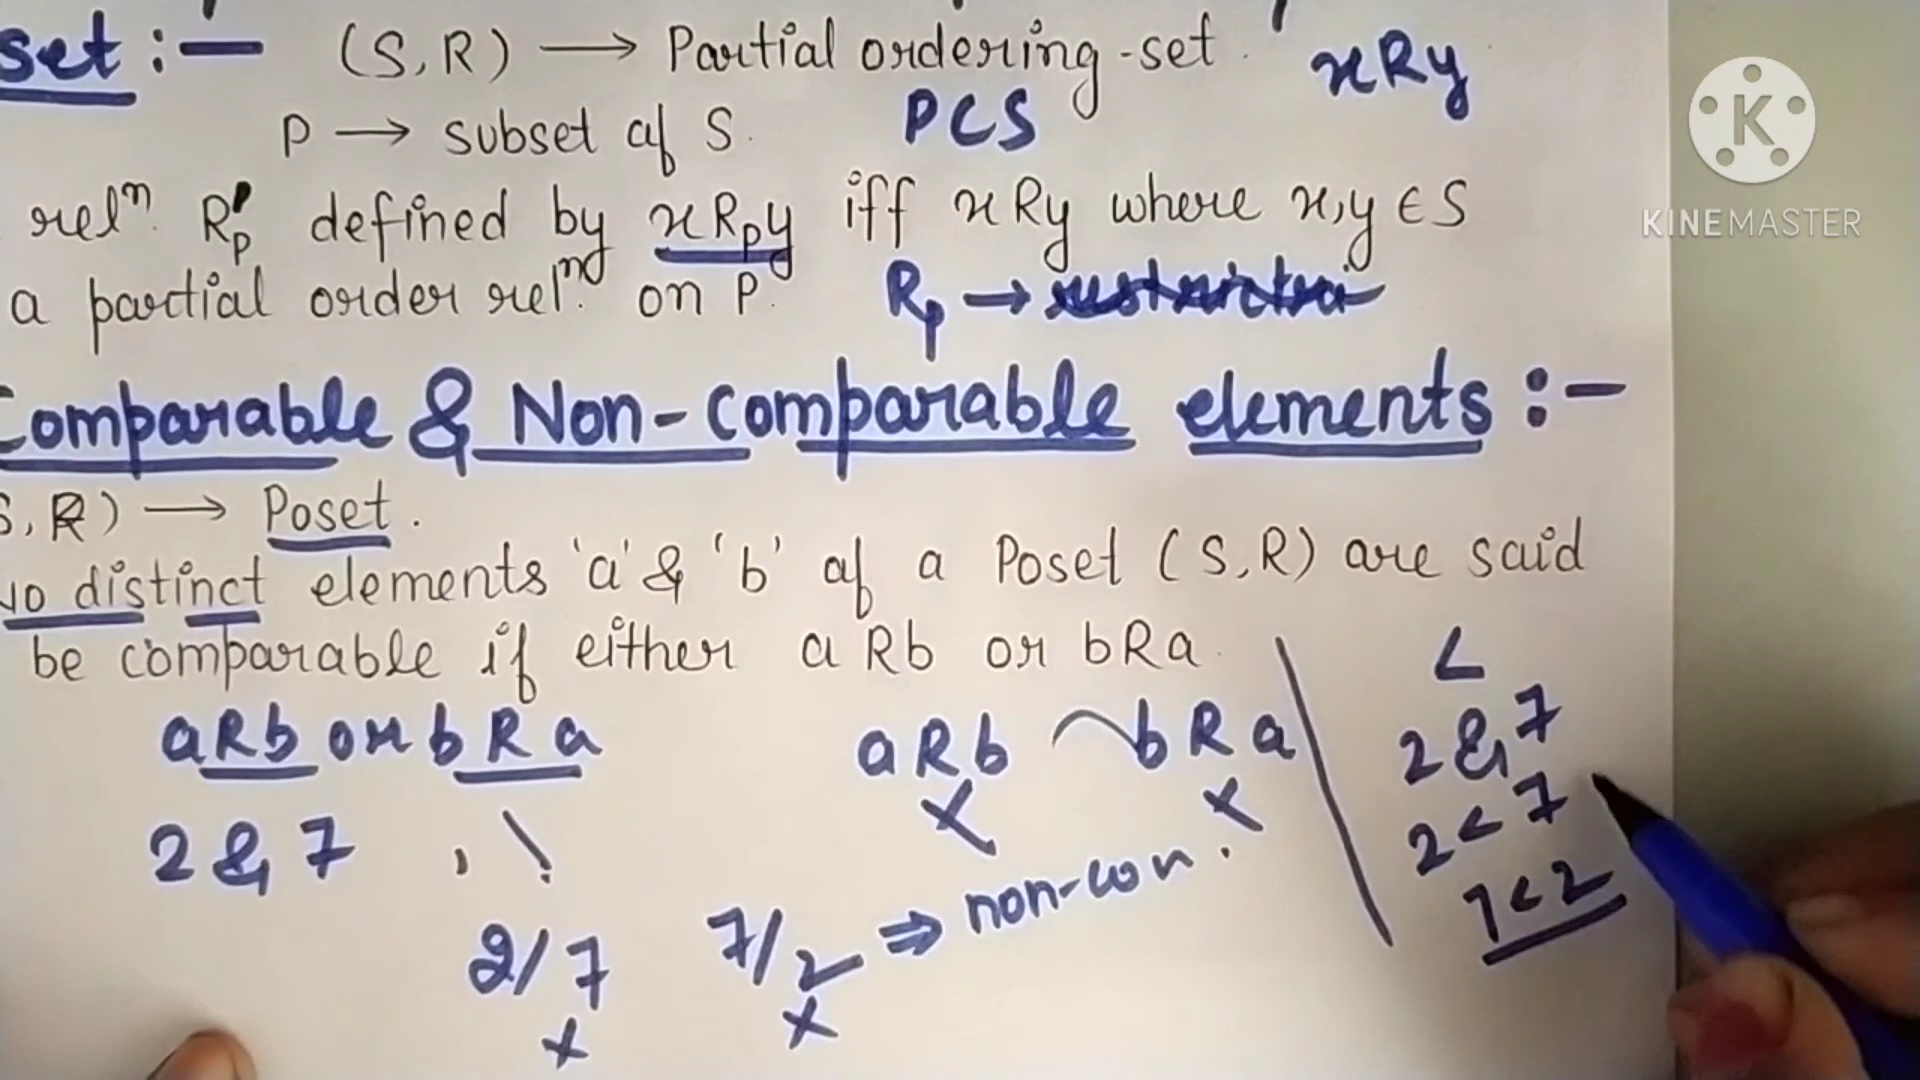 set :— (S, R) → Partial ordering-set. xRy
P → subset of S. PCS
relⁿ. Rp' defined by xRpy iff xRy where x,y ∈ S
a partial order relⁿ. on P. Rp →
Comparable & Non-Comparable elements :-
S, R) → Poset.
distinct elements 'a' & 'b' of a Poset (S, R) are said
be comparable if either aRb or bRa.
aRb or bRa aRb bRa <
2 & 7 , \ x x 2 & 7
2 < 7
2/7 7/2 ⇒ non-com. 7 < 2
x x
K
KINEMASTER